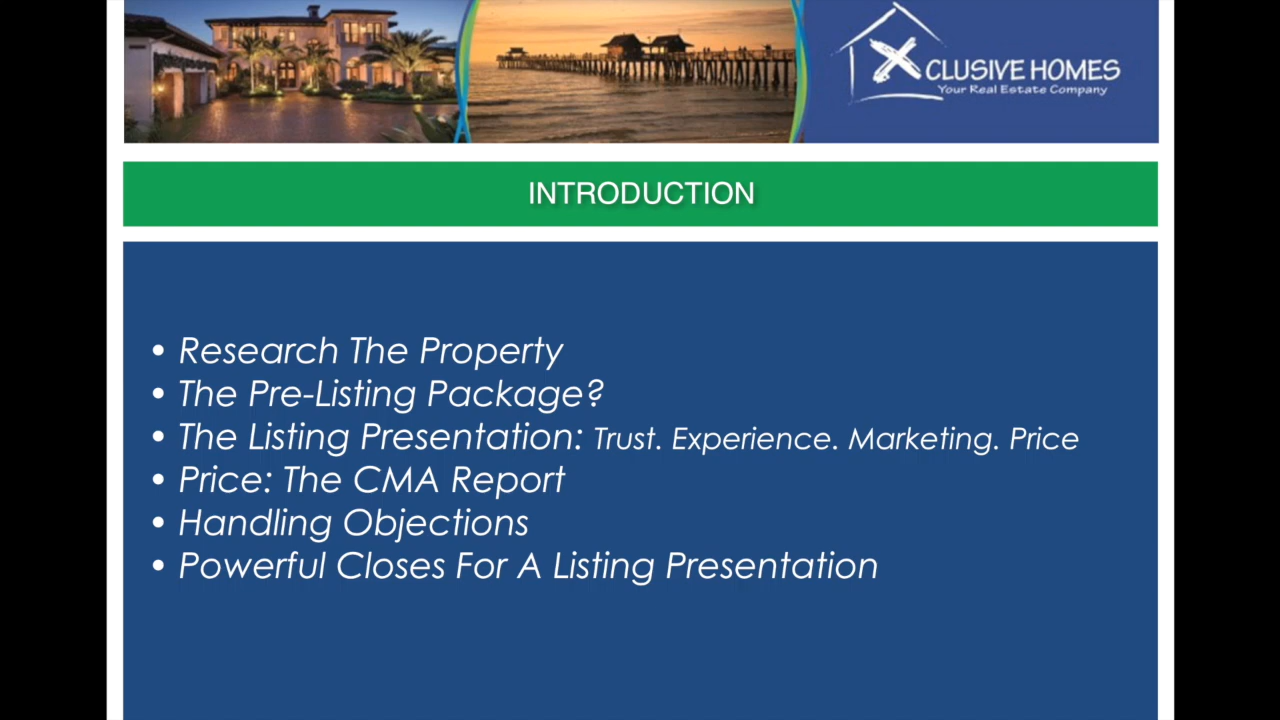 XCLUSIVE HOMES
Your Real Estate Company
INTRODUCTION
• Research The Property
• The Pre-Listing Package?
• The Listing Presentation: Trust. Experience. Marketing. Price
• Price: The CMA Report
• Handling Objections
• Powerful Closes For A Listing Presentation